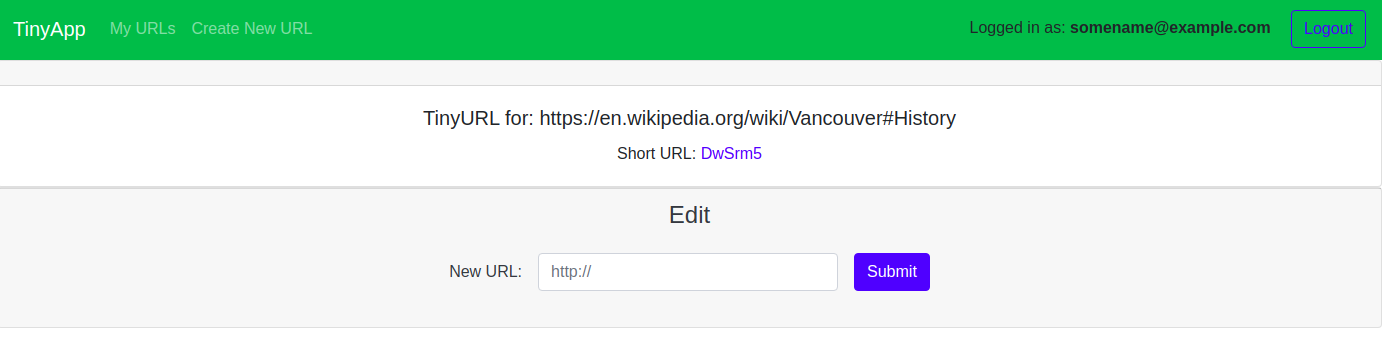 TinyApp My URLs Create New URL Logged in as: somename@example.com Logout
TinyURL for: https://en.wikipedia.org/wiki/Vancouver#History
Short URL: DwSrm5
Edit
New URL: http:// Submit